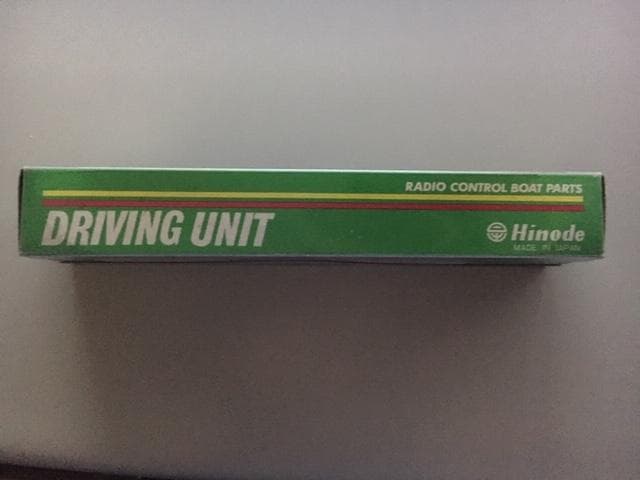 RADIO CONTROL BOAT PARTS
DRIVING UNIT
Hinode
MADE IN JAPAN